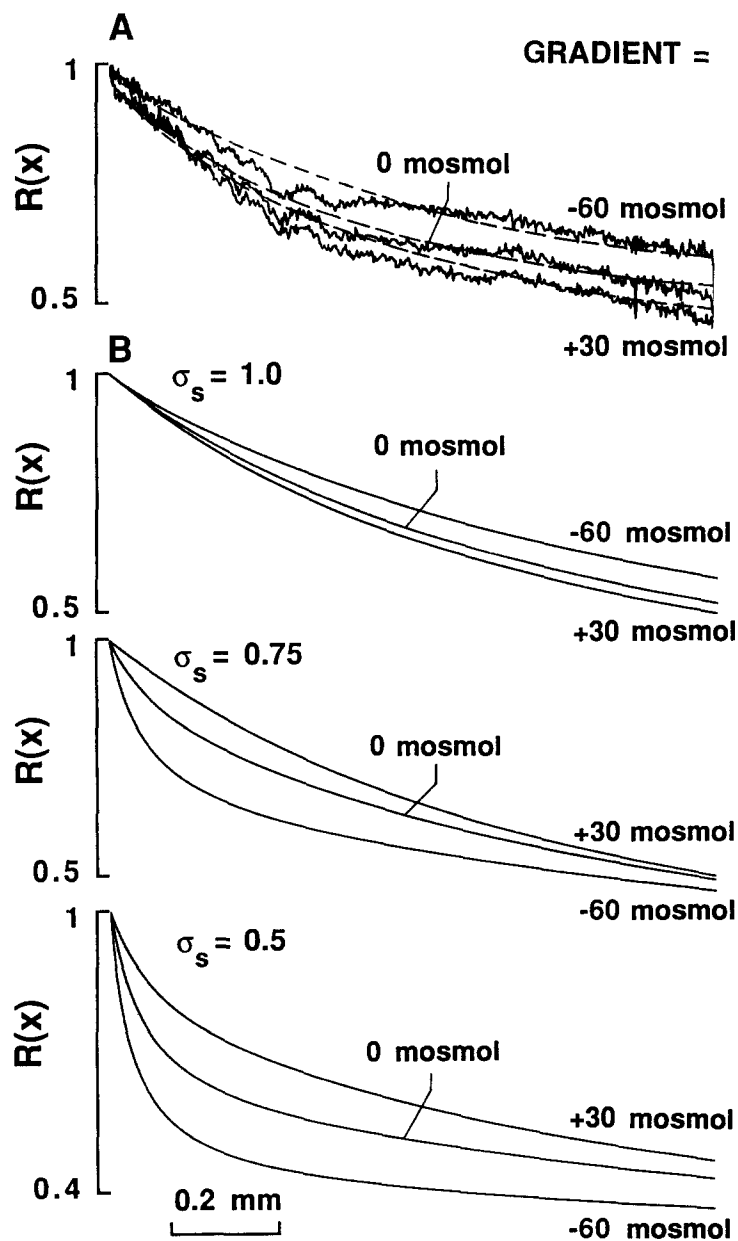 A
GRADIENT =
1
R(x)
0.5
0 mosmol
-60 mosmol
+30 mosmol
B
1
σs = 1.0
R(x)
0.5
0 mosmol
-60 mosmol
+30 mosmol
1
σs = 0.75
R(x)
0.5
0 mosmol
+30 mosmol
-60 mosmol
1
σs = 0.5
R(x)
0.4
0 mosmol
+30 mosmol
-60 mosmol
0.2 mm